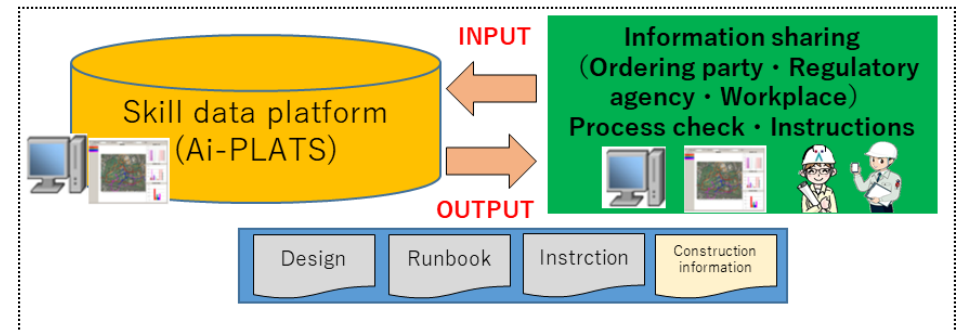 INPUT
Skill data platform
(Ai-PLATS)
OUTPUT
Information sharing
（Ordering party・Regulatory
agency・Workplace）
Process check・Instructions
Design
Runbook
Instrction
Construction
information